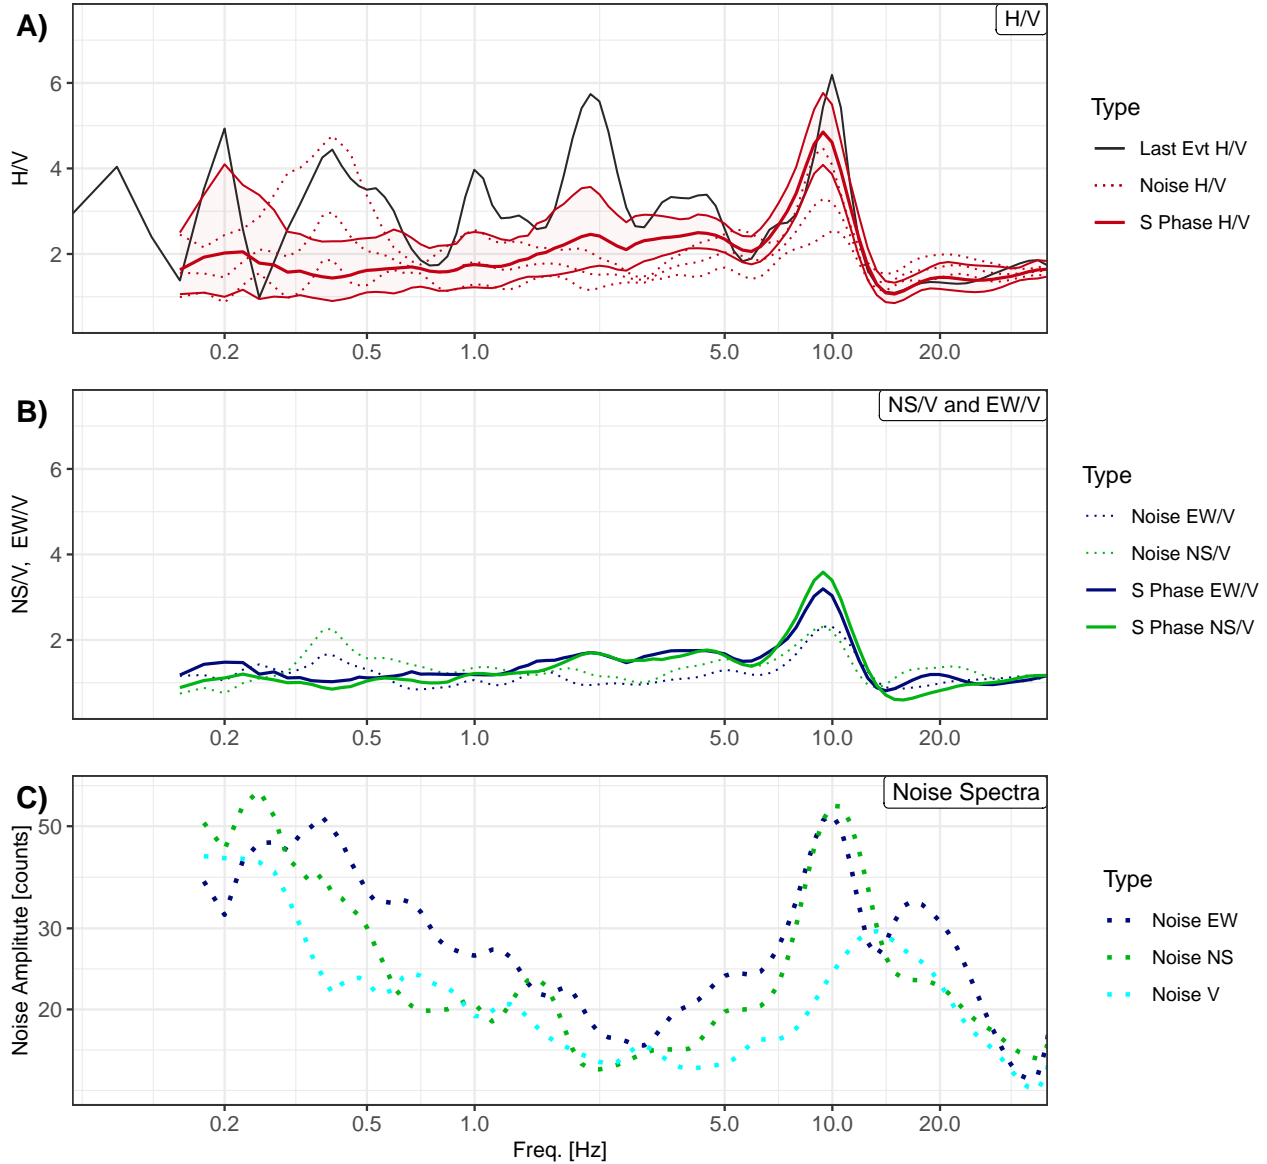 A)
H/V
H/V
6
4
2
0.2 0.5 1.0 5.0 10.0 20.0
Type
Last Evt H/V
Noise H/V
S Phase H/V
B)
NS/V and EW/V
NS/V, EW/V
6
4
2
0.2 0.5 1.0 5.0 10.0 20.0
Type
Noise EW/V
Noise NS/V
S Phase EW/V
S Phase NS/V
C)
Noise Spectra
Noise Amplitude [counts]
50
30
20
0.2 0.5 1.0 5.0 10.0 20.0
Freq. [Hz]
Type
Noise EW
Noise NS
Noise V